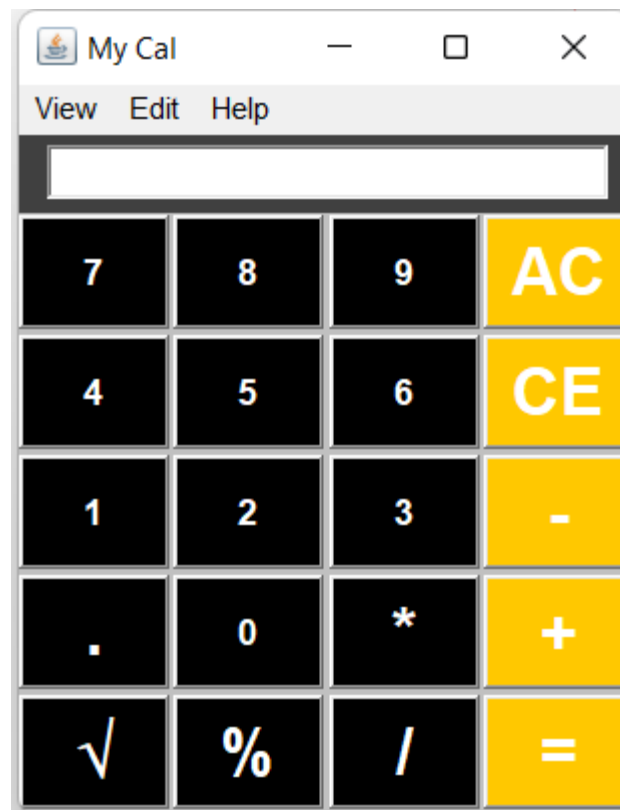 My Cal
View Edit Help
7 8 9 AC
4 5 6 CE
1 2 3 -
. 0 * +
√ % / =